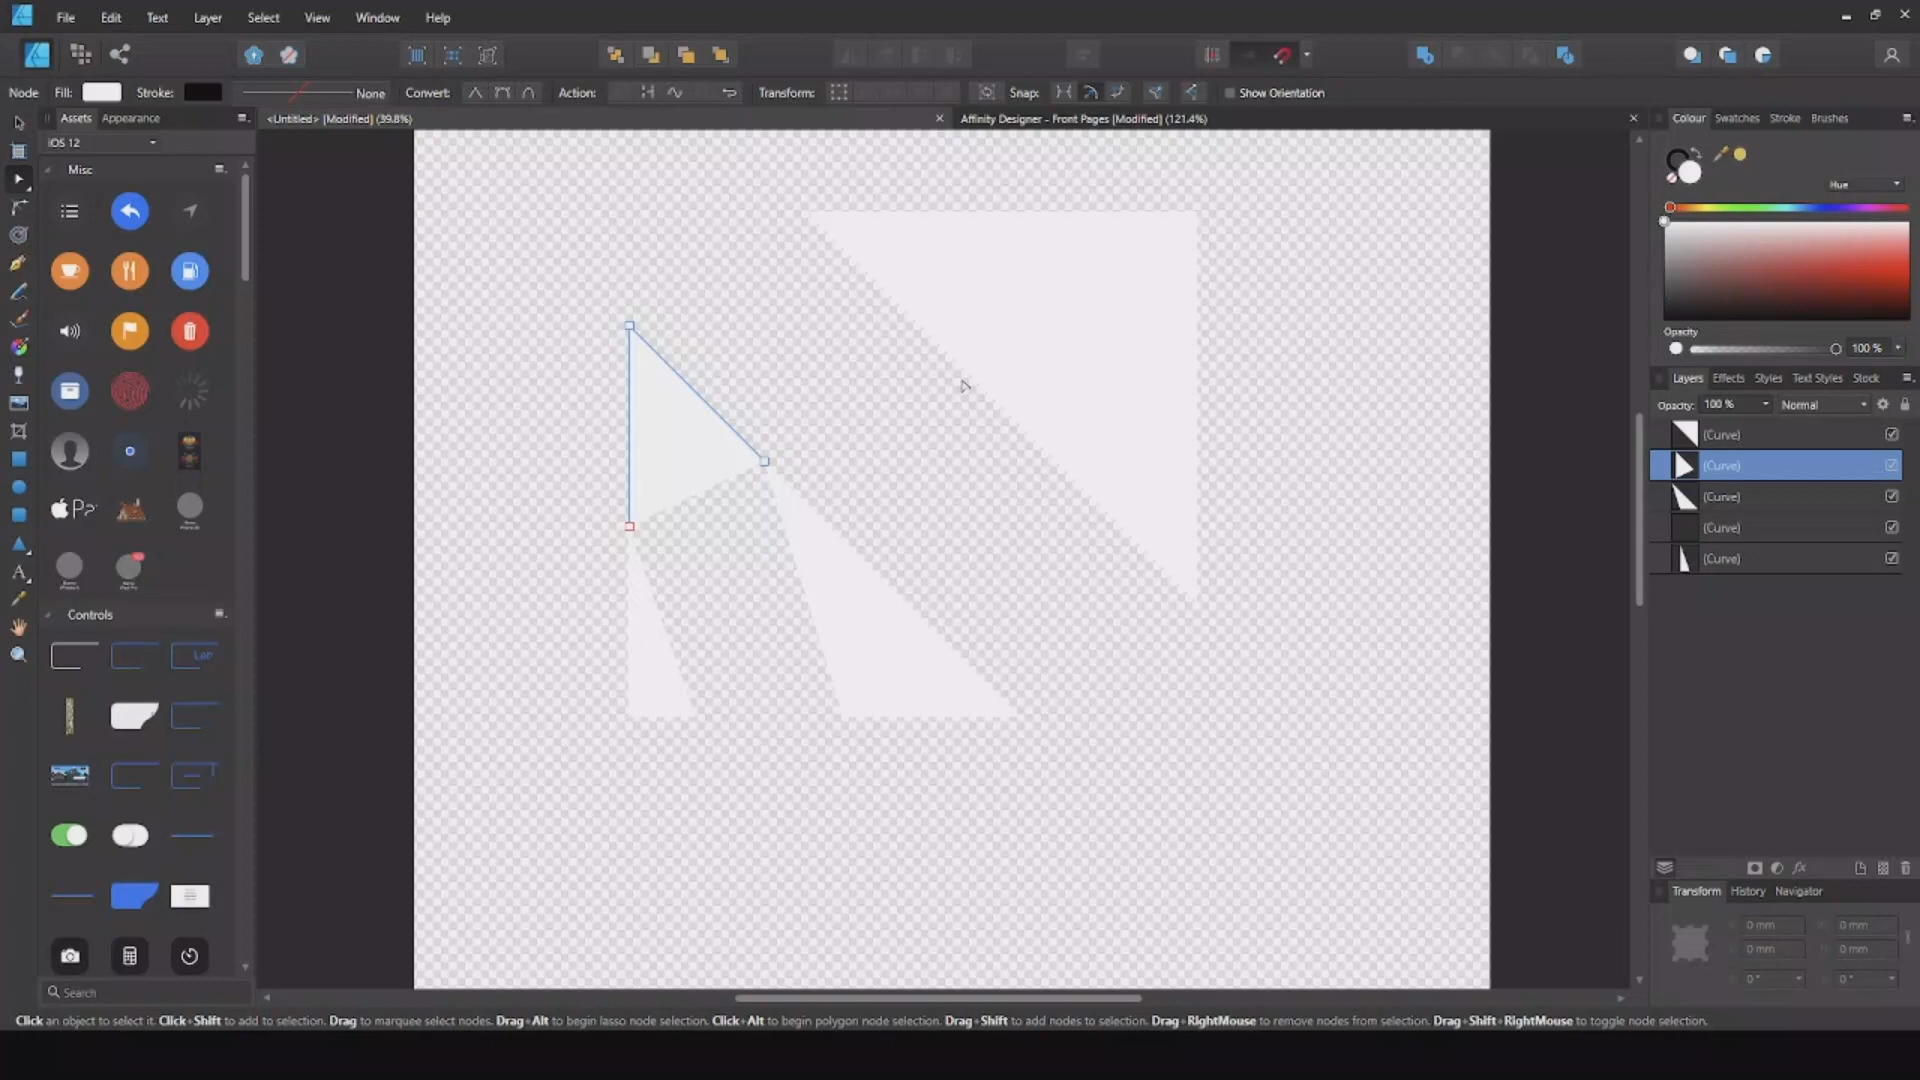 File Edit Text Layer Select View Window Help
Node Fill: Stroke: None Convert: Action: Transform: Snap: Show Orientation
Assets Appearance
<Untitled> [Modified] (39.8%)
Affinity Designer - Front Pages [Modified] (121.4%)
Colour Swatches Stroke Brushes
iOS 12
Misc
Hue
Opacity
100 %
Layers Effects Styles Text Styles Stock
Opacity: 100 % Normal
(Curve)
(Curve)
(Curve)
(Curve)
(Curve)
Controls
Transform History Navigator
0 mm 0 mm
0 mm 0 mm
0° 0°
Search
Click an object to select it. Click+Shift to add to selection. Drag to marquee select nodes. Drag+Alt to begin lasso node selection. Click+Alt to begin polygon node selection. Drag+Shift to add nodes to selection. Drag+RightMouse to remove nodes from selection. Drag+Shift+RightMouse to toggle node selection.